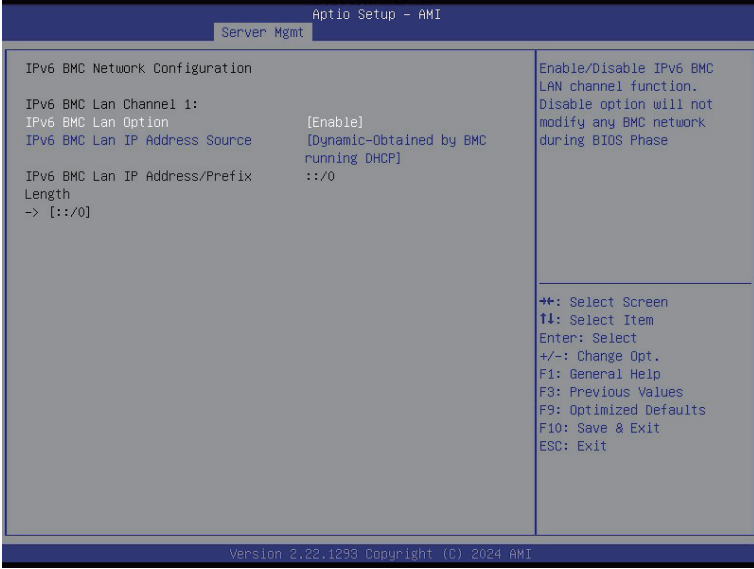 Aptio Setup – AMI
Server Mgmt
IPv6 BMC Network Configuration
IPv6 BMC Lan Channel 1:
IPv6 BMC Lan Option [Enable]
IPv6 BMC Lan IP Address Source [Dynamic-Obtained by BMC
running DHCP]
IPv6 BMC Lan IP Address/Prefix ::/0
Length
-> [::/0]
Enable/Disable IPv6 BMC
LAN channel function.
Disable option will not
modify any BMC network
during BIOS Phase
→←: Select Screen
↑↓: Select Item
Enter: Select
+/-: Change Opt.
F1: General Help
F3: Previous Values
F9: Optimized Defaults
F10: Save & Exit
ESC: Exit
Version 2.22.1293 Copyright (C) 2024 AMI